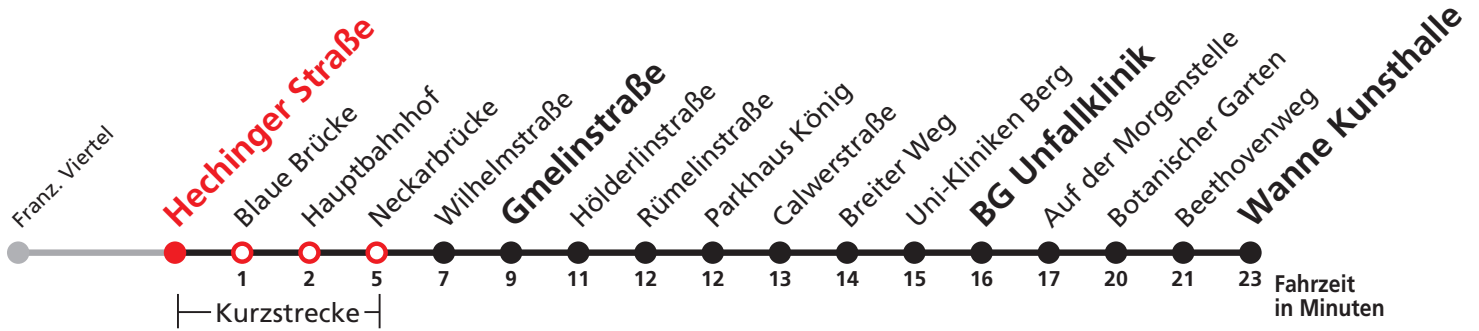 Franz. Viertel
Hechinger Straße
Blaue Brücke
Hauptbahnhof
Neckarbrücke
Wilhelmstraße
Gmelinstraße
Hölderlinstraße
Rümelinstraße
Parkhaus König
Calwerstraße
Breiter Weg
Uni-Kliniken Berg
BG Unfallklinik
Auf der Morgenstelle
Botanischer Garten
Beethovenweg
Wanne Kunsthalle
1 2 5 7 9 11 12 12 13 14 15 16 17 20 21 23
Fahrzeit
in Minuten
Kurzstrecke